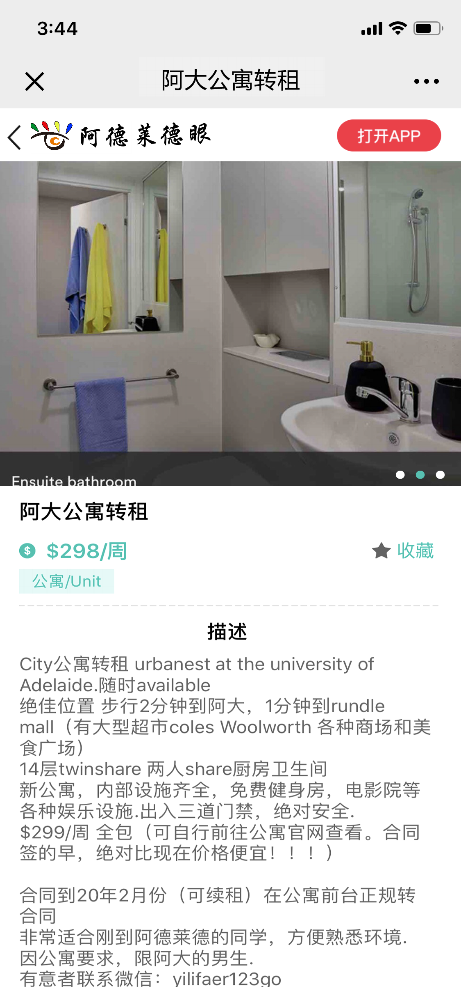 3:44
阿大公寓转租
阿德莱德眼
打开APP
Ensuite bathroom
阿大公寓转租
$ $298/周
收藏
公寓/Unit
描述
City公寓转租 urbanest at the university of
Adelaide.随时available
绝佳位置 步行2分钟到阿大，1分钟到rundle
mall（有大型超市coles Woolworth 各种商场和美
食广场）
14层twinshare 两人share厨房卫生间
新公寓，内部设施齐全，免费健身房，电影院等
各种娱乐设施.出入三道门禁，绝对安全.
$299/周 全包（可自行前往公寓官网查看。合同
签的早，绝对比现在价格便宜！！！）
合同到20年2月份（可续租）在公寓前台正规转
合同
非常适合刚到阿德莱德的同学，方便熟悉环境.
因公寓要求，限阿大的男生.
有意者联系微信：yilifaer123go